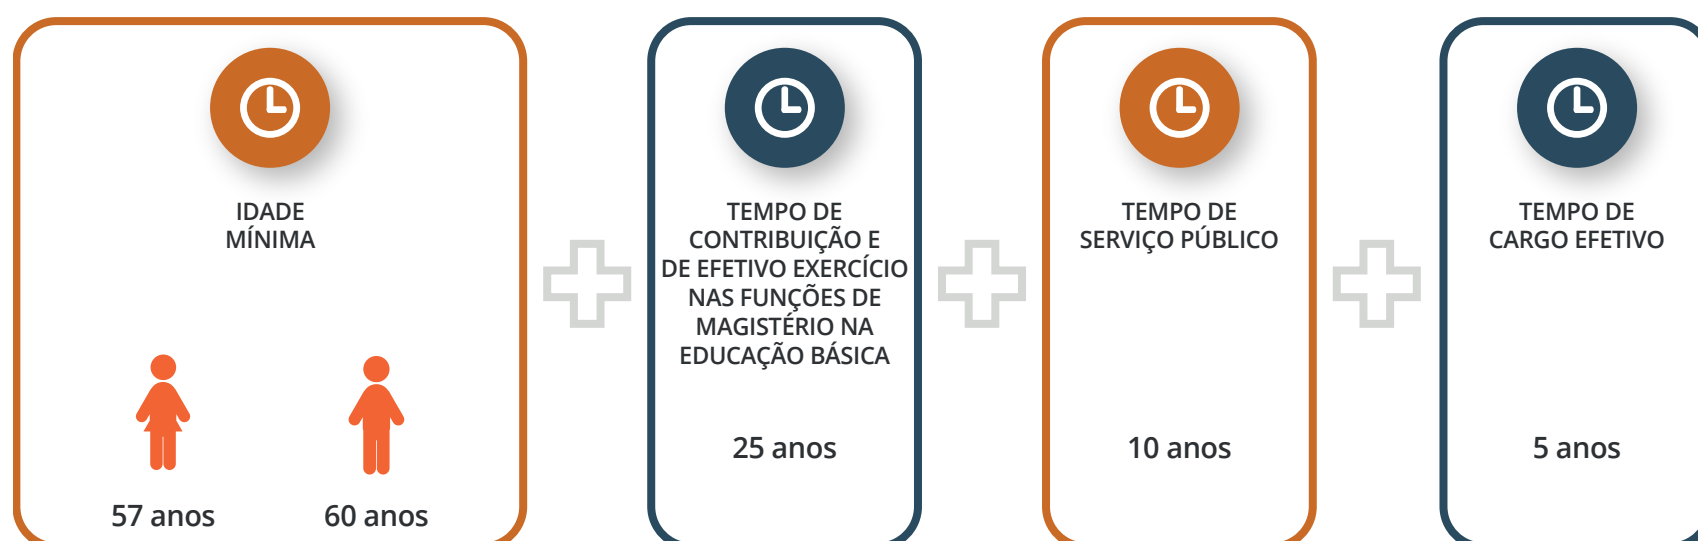 IDADE
MÍNIMA
57 anos
60 anos
TEMPO DE
CONTRIBUIÇÃO E
DE EFETIVO EXERCÍCIO
NAS FUNÇÕES DE
MAGISTÉRIO NA
EDUCAÇÃO BÁSICA
25 anos
TEMPO DE
SERVIÇO PÚBLICO
10 anos
TEMPO DE
CARGO EFETIVO
5 anos